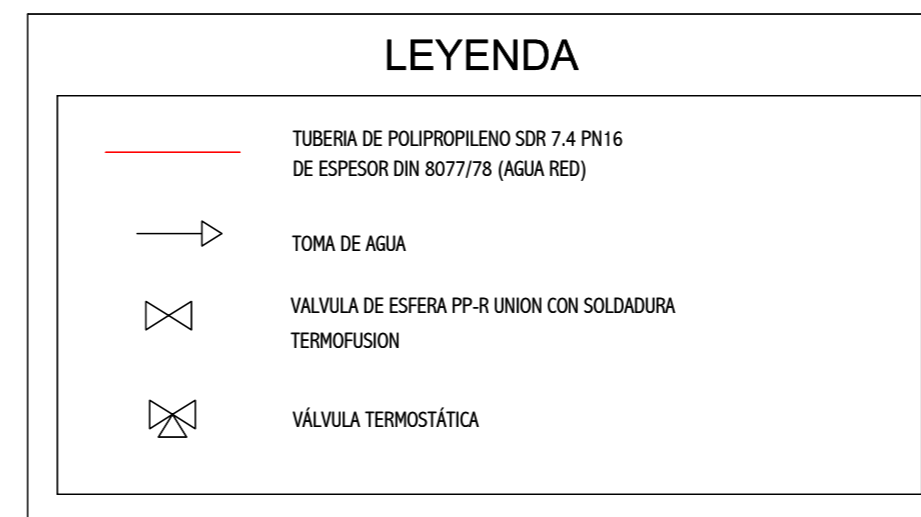 LEYENDA
TUBERIA DE POLIPROPILENO SDR 7.4 PN16
DE ESPESOR DIN 8077/78 (AGUA RED)
TOMA DE AGUA
VALVULA DE ESFERA PP-R UNION CON SOLDADURA
TERMOFUSION
VÁLVULA TERMOSTÁTICA